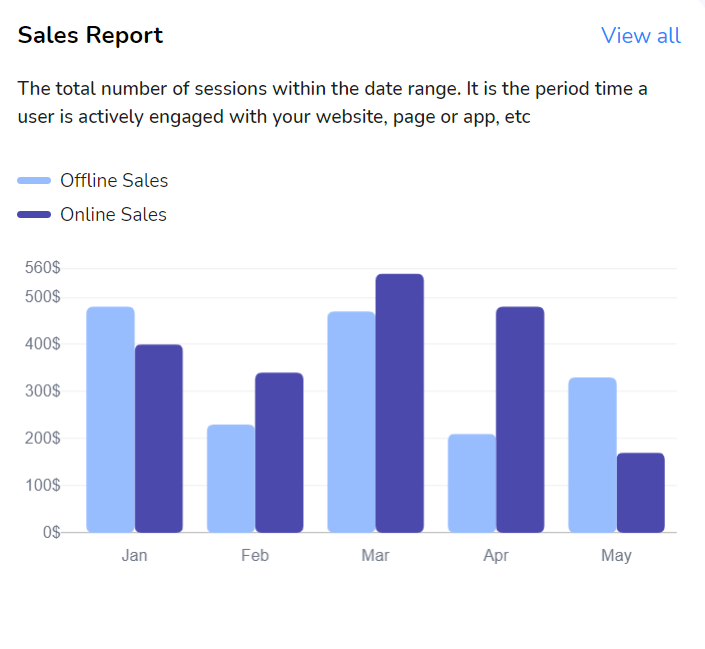 Sales Report
View all
The total number of sessions within the date range. It is the period time a
user is actively engaged with your website, page or app, etc
Offline Sales
Online Sales
560$
500$
400$
300$
200$
100$
0$
Jan Feb Mar Apr May